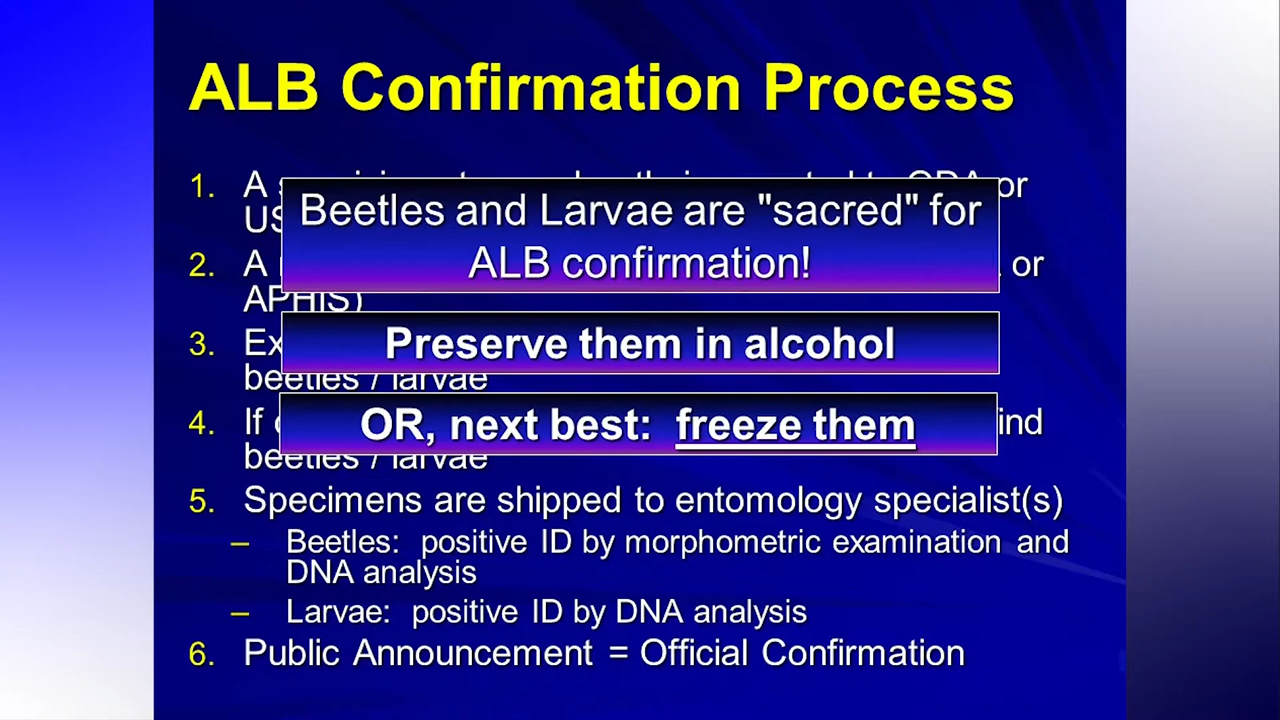 ALB Confirmation Process
1. A or
Beetles and Larvae are "sacred" for
ALB confirmation!
2. A or
APHIS)
Preserve them in alcohol
3.
beetles / larvae
OR, next best: freeze them
4. If
beetles / larvae
5. Specimens are shipped to entomology specialist(s)
– Beetles: positive ID by morphometric examination and
DNA analysis
– Larvae: positive ID by DNA analysis
6. Public Announcement = Official Confirmation